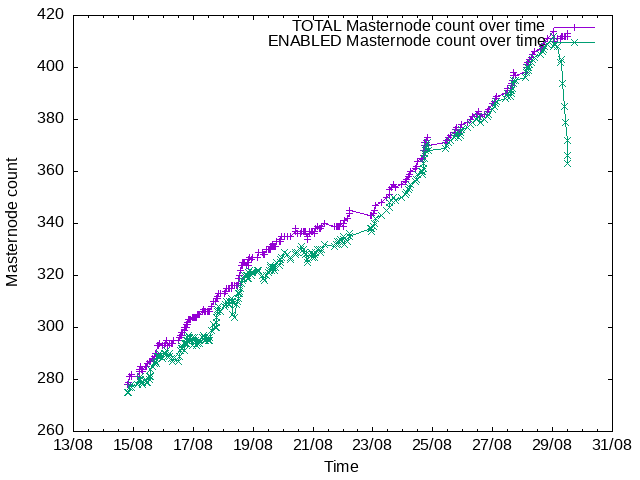 TOTAL Masternode count over time
ENABLED Masternode count over time
Masternode count
420
400
380
360
340
320
300
280
260
13/08 15/08 17/08 19/08 21/08 23/08 25/08 27/08 29/08 31/08
Time